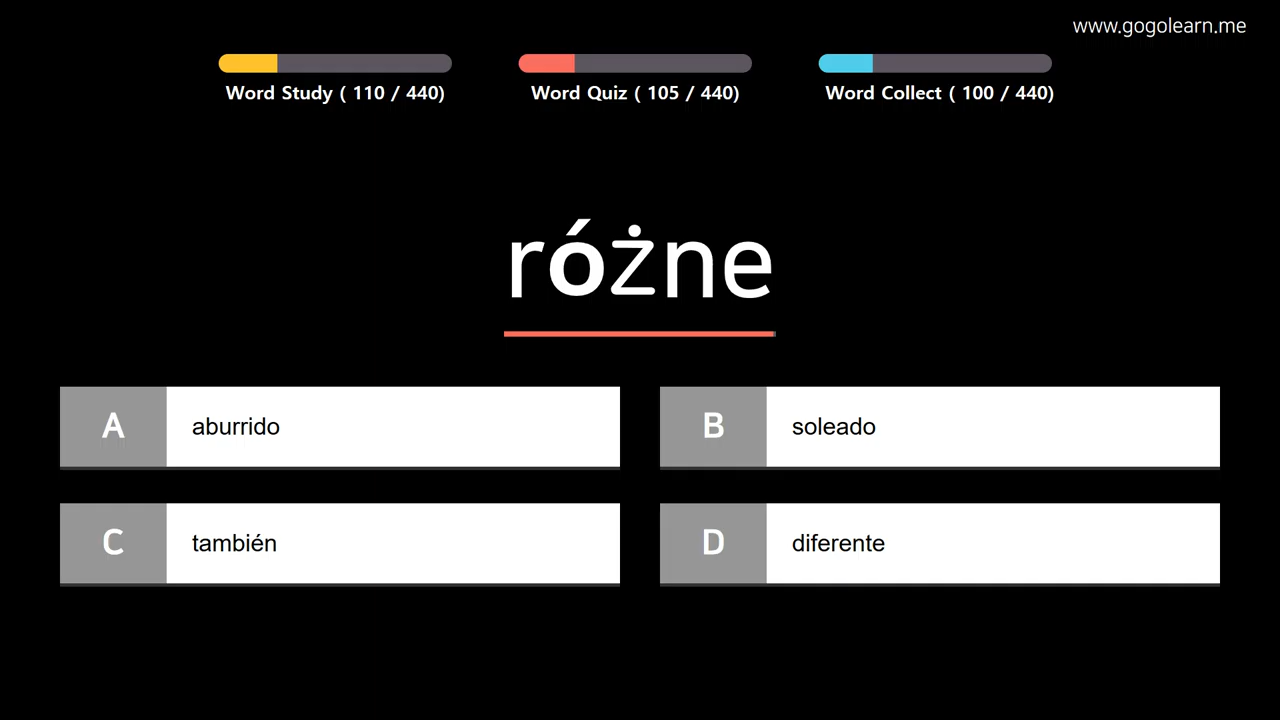 www.gogolearn.me
Word Study ( 110 / 440)
Word Quiz ( 105 / 440)
Word Collect ( 100 / 440)
różne
A aburrido
B soleado
C también
D diferente